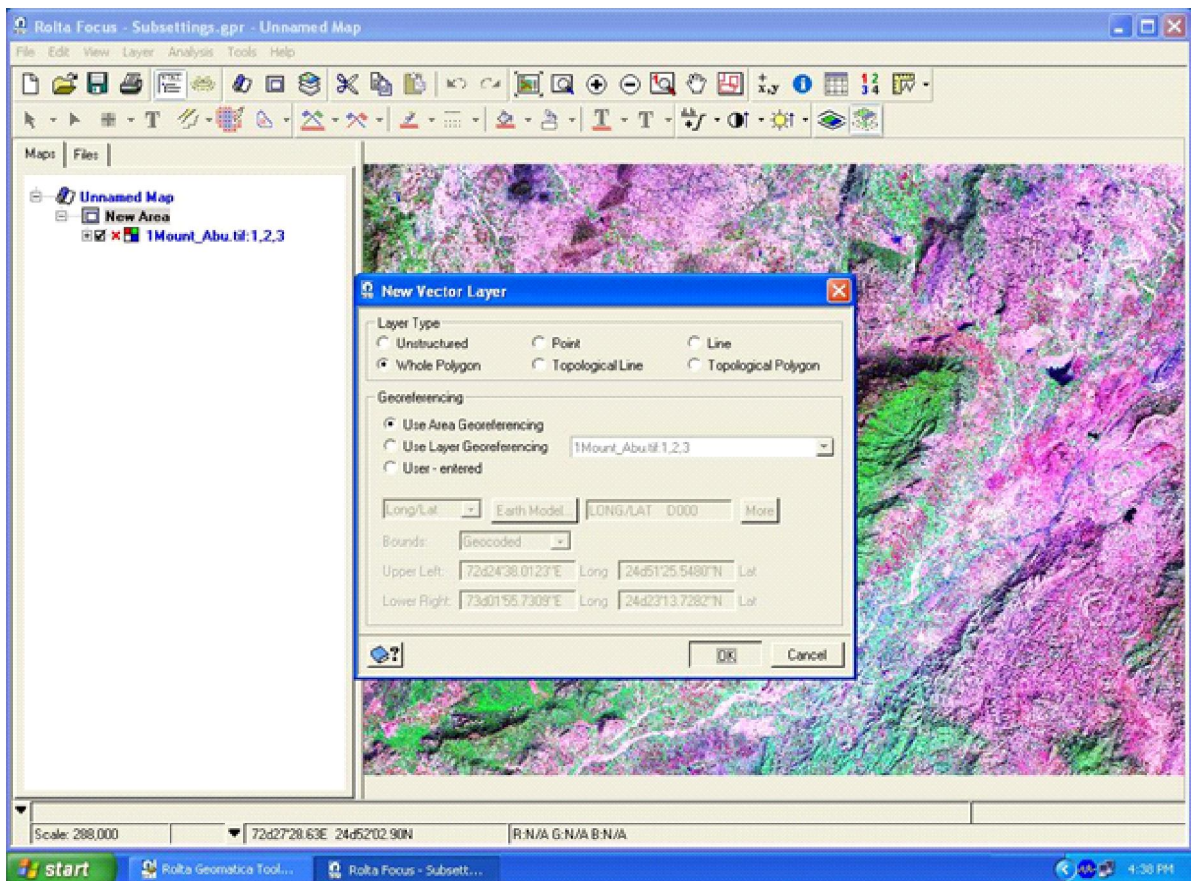 Rolta Focus - Subsettings.gpr - Unnamed Map
File Edit View Layer Analysis Tools Help
Maps Files
Unnamed Map
New Area
1Mount_Abu.tif:1,2,3
New Vector Layer
Layer Type
Unstructured Point Line
Whole Polygon Topological Line Topological Polygon
Georeferencing
Use Area Georeferencing
Use Layer Georeferencing 1Mount_Abu.tif:1,2,3
User - entered
Long/Lat Earth Model... LONG/LAT D000 More
Bounds: Geocoded
Upper Left: 72d24'38.0123"E Long 24d51'25.5480"N Lat
Lower Right: 73d01'55.7309"E Long 24d23'13.7282"N Lat
OK Cancel
Scale: 288,000 72d27'28.63E 24d52'02.90N R:N/A G:N/A B:N/A
start Rolta Geomatica Tool... Rolta Focus - Subsett... 4:38 PM